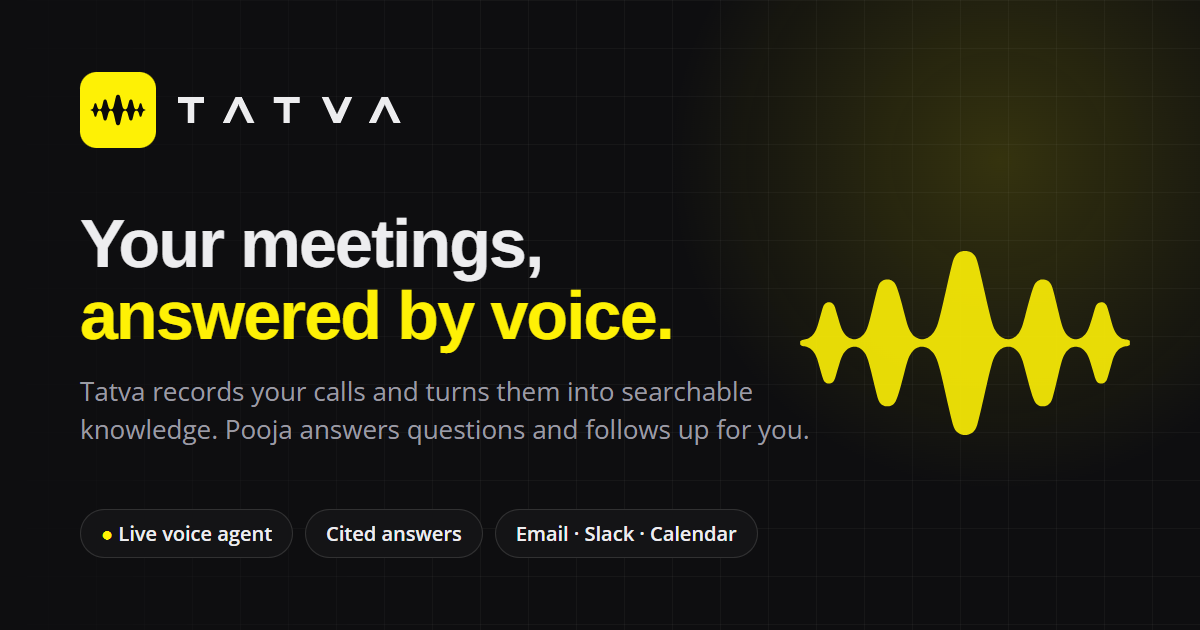 TATVA
Your meetings,
answered by voice.
Tatva records your calls and turns them into searchable
knowledge. Pooja answers questions and follows up for you.
Live voice agent
Cited answers
Email · Slack · Calendar